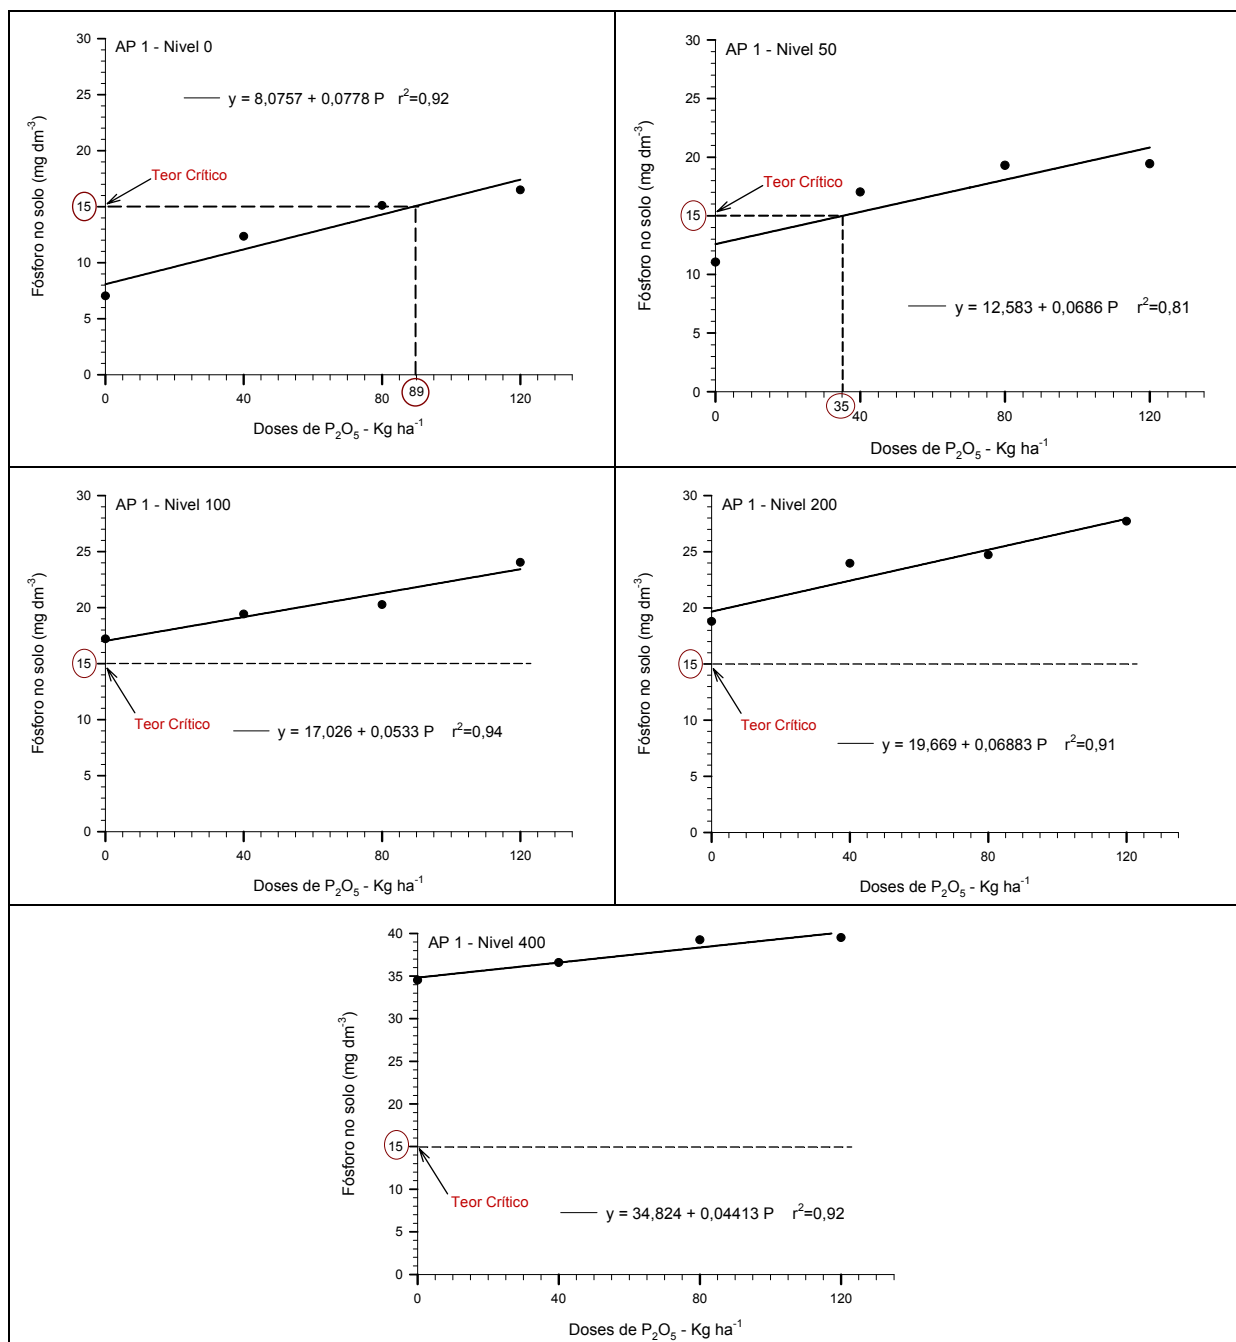 AP 1 - Nivel 0
y = 8,0757 + 0,0778 P r²=0,92
Teor Crítico
Fósforo no solo (mg dm⁻³)
30
25
20
15
10
5
0
0 40 80 89 120
Doses de P₂O₅ - Kg ha⁻¹
AP 1 - Nivel 50
Teor Crítico
y = 12,583 + 0,0686 P r²=0,81
Fósforo no solo (mg dm⁻³)
30
25
20
15
10
5
0
0 35 40 80 120
Doses de P₂O₅ - Kg ha⁻¹
AP 1 - Nivel 100
Teor Crítico
y = 17,026 + 0,0533 P r²=0,94
Fósforo no solo (mg dm⁻³)
30
25
20
15
10
5
0
0 40 80 120
Doses de P₂O₅ - Kg ha⁻¹
AP 1 - Nivel 200
Teor Crítico
y = 19,669 + 0,06883 P r²=0,91
Fósforo no solo (mg dm⁻³)
30
25
20
15
10
5
0
0 40 80 120
Doses de P₂O₅ - Kg ha⁻¹
AP 1 - Nivel 400
Teor Crítico
y = 34,824 + 0,04413 P r²=0,92
Fósforo no solo (mg dm⁻³)
40
35
30
25
20
15
10
5
0
0 40 80 120
Doses de P₂O₅ - Kg ha⁻¹